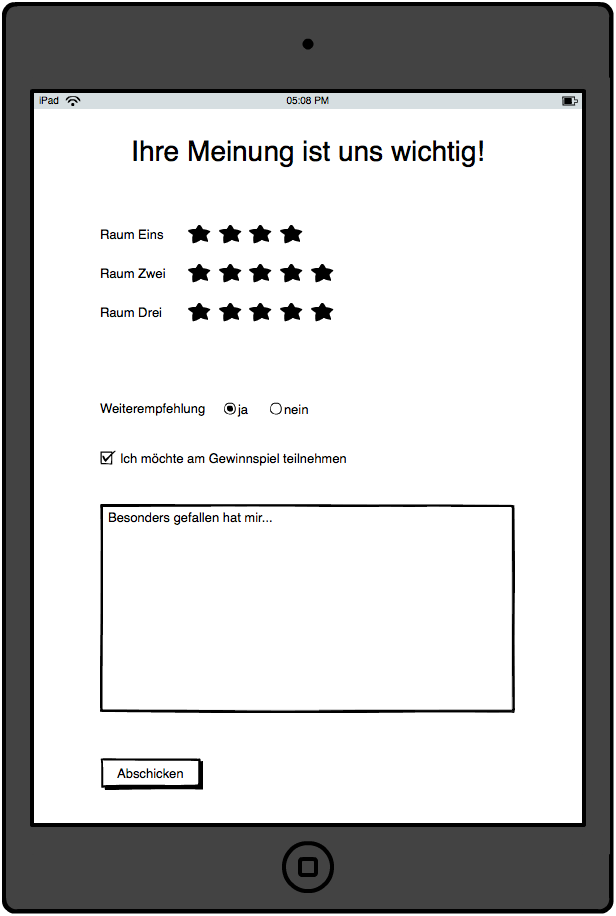 iPad 05:08 PM
Ihre Meinung ist uns wichtig!
Raum Eins
Raum Zwei
Raum Drei
Weiterempfehlung ja nein
Ich möchte am Gewinnspiel teilnehmen
Besonders gefallen hat mir...
Abschicken